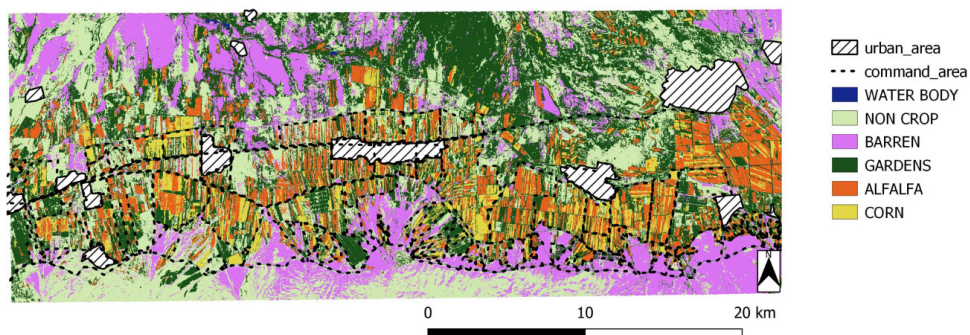 urban_area
command_area
WATER BODY
NON CROP
BARREN
GARDENS
ALFALFA
CORN
N
0 10 20 km